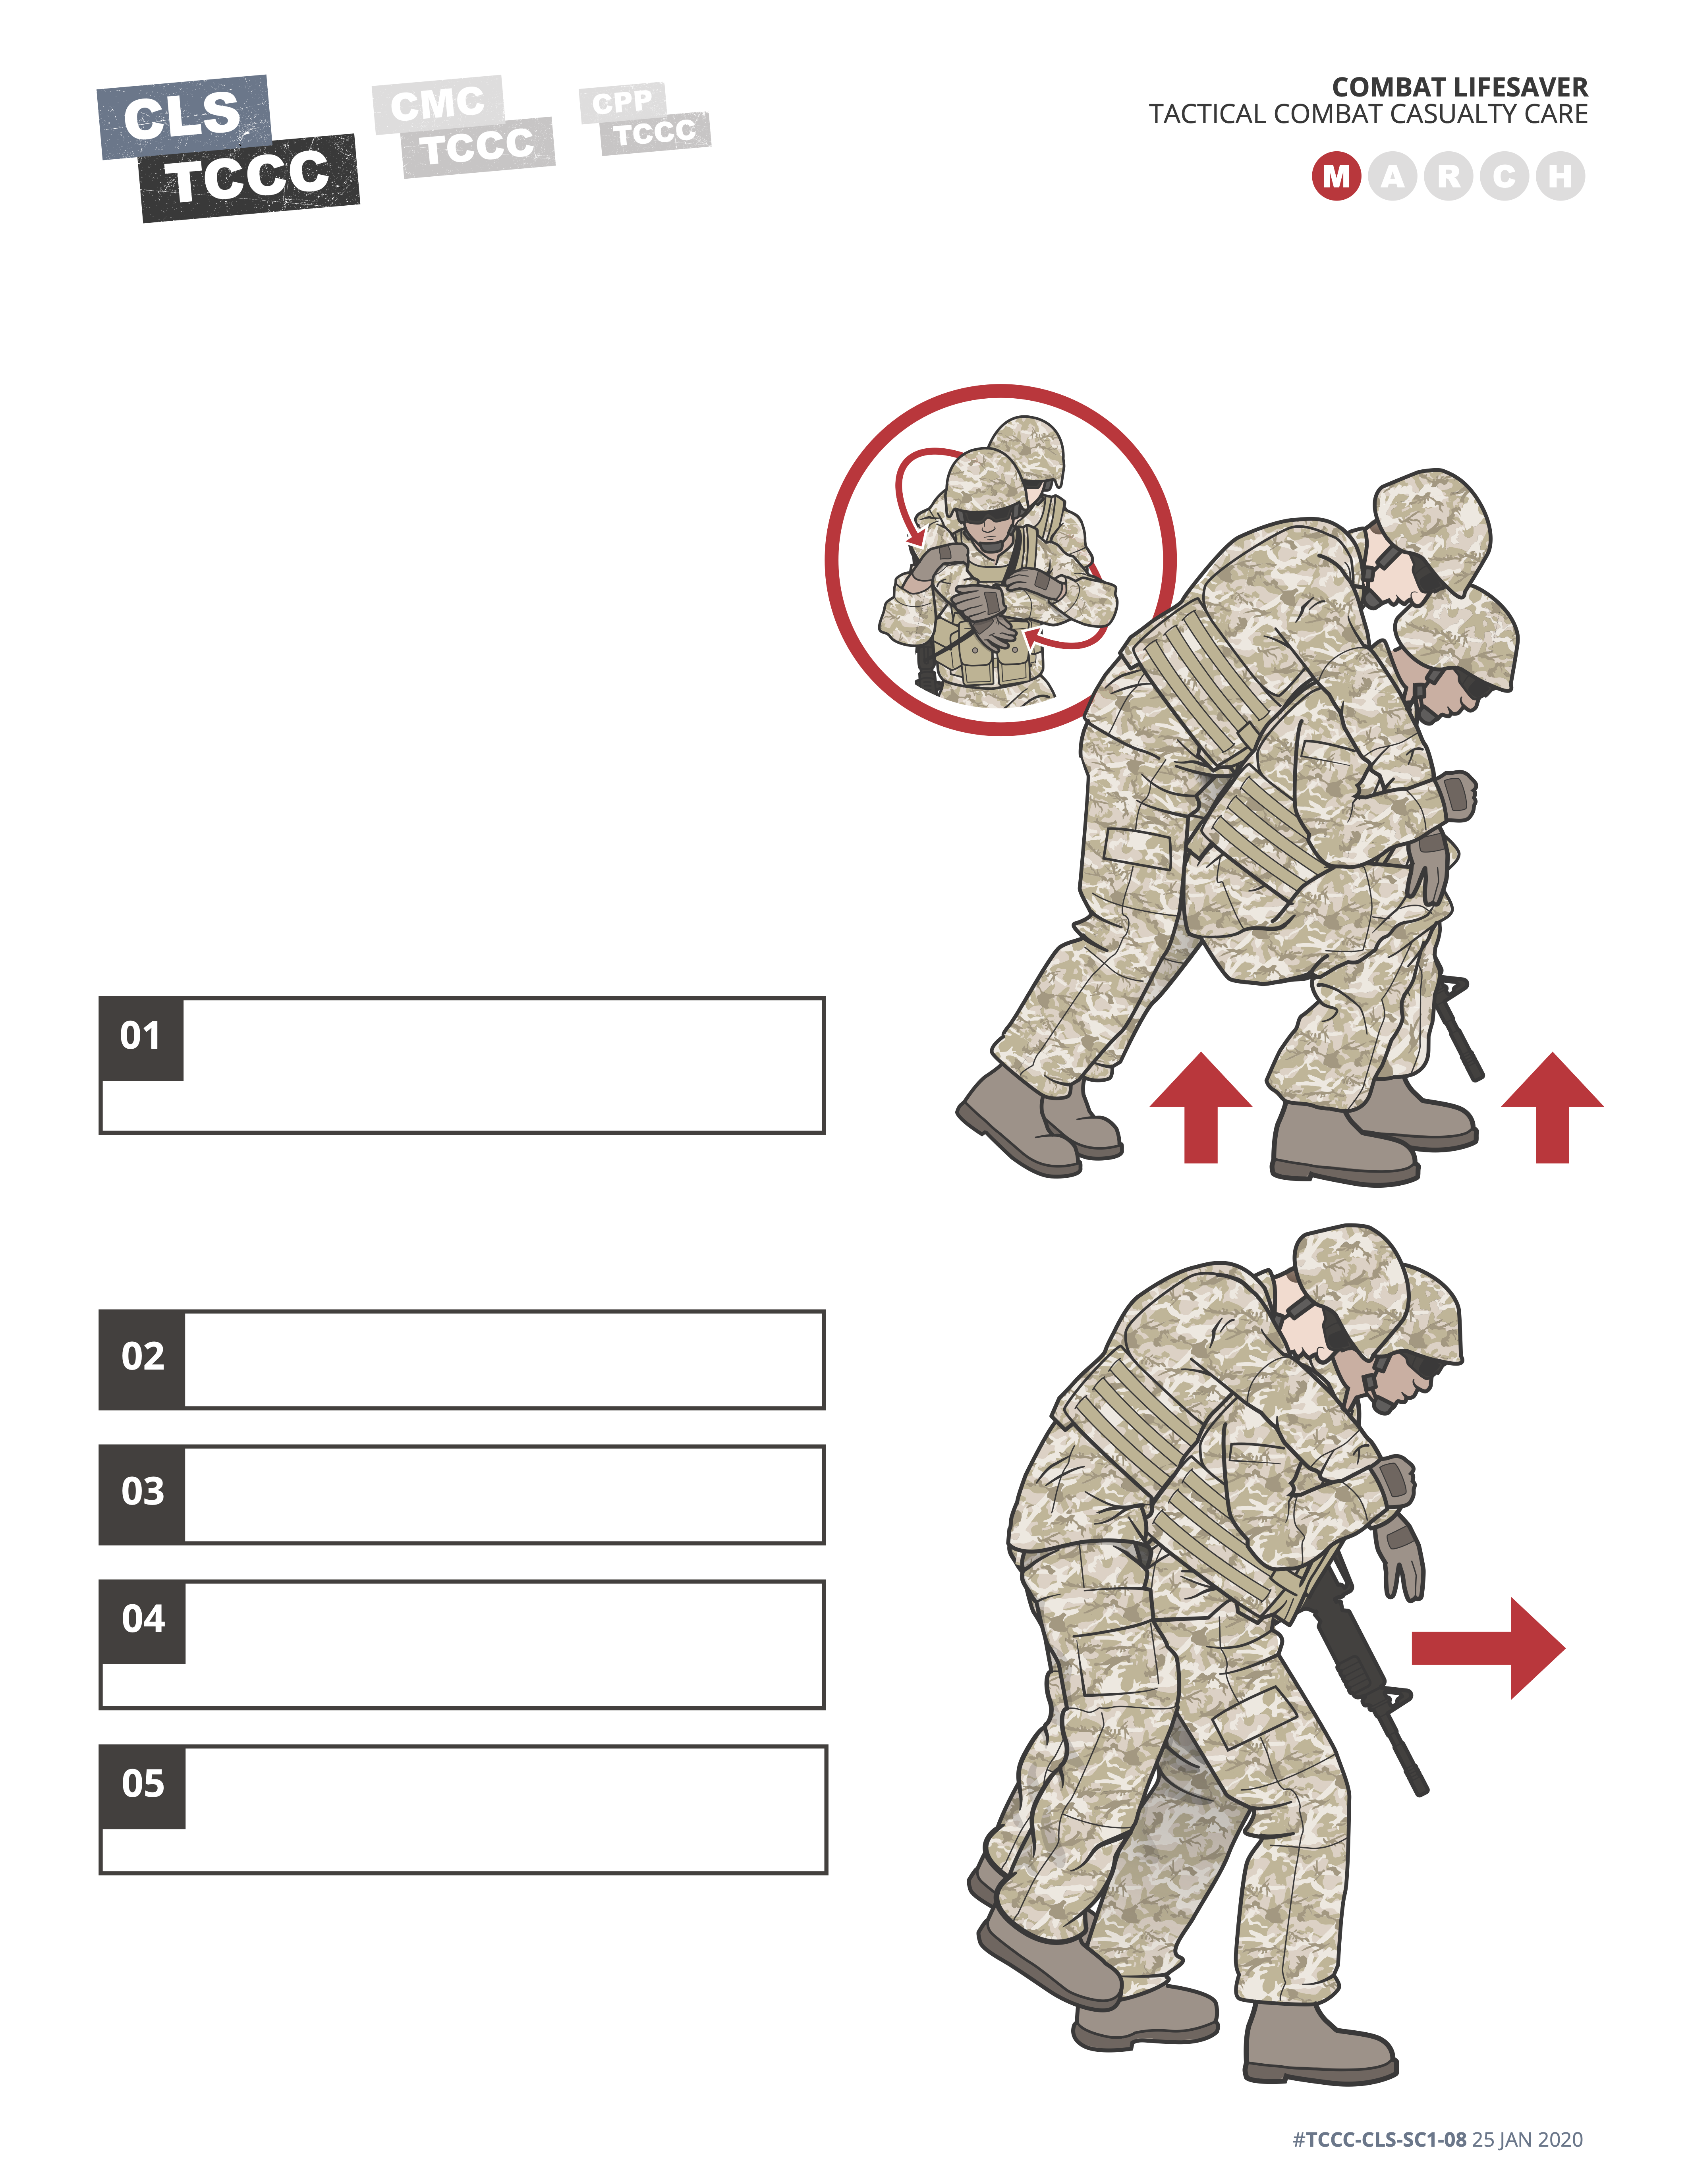 CLS
TCCC
CMC
TCCC
CPP
TCCC
COMBAT LIFESAVER
TACTICAL COMBAT CASUALTY CARE
M A R C H
01
02
03
04
05
#TCCC-CLS-SC1-08 25 JAN 2020